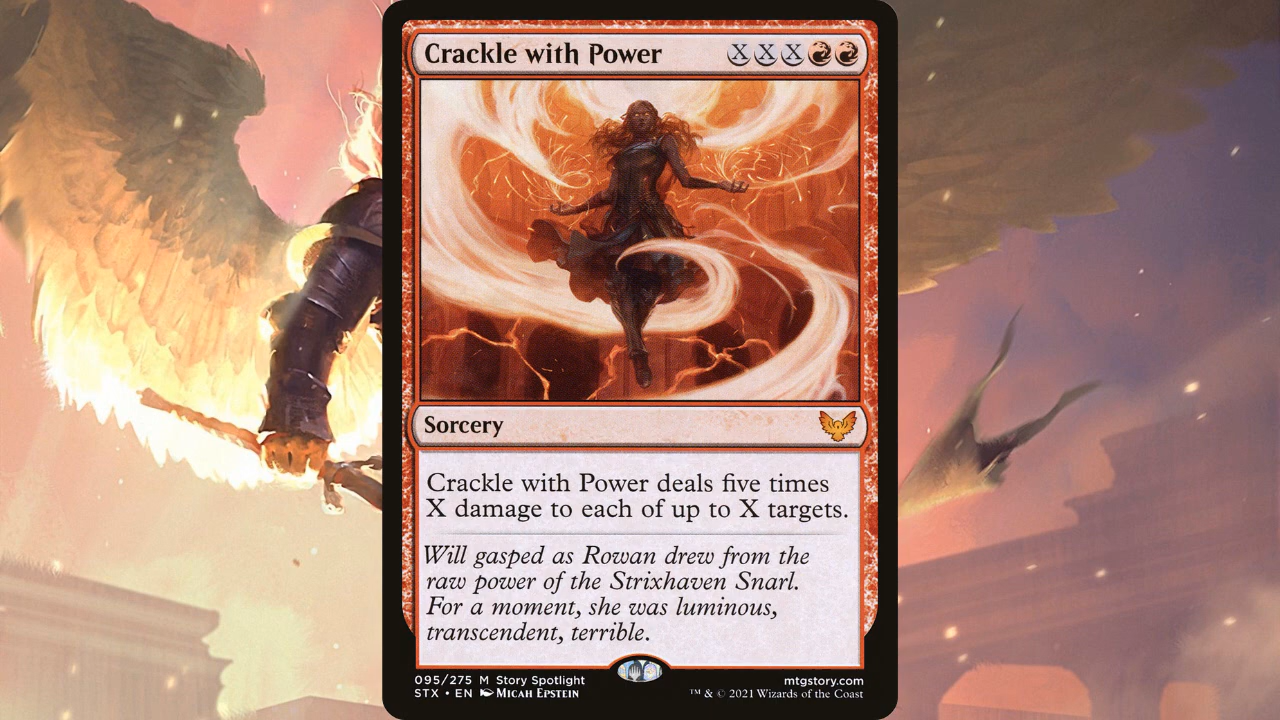 Crackle with Power XXX
Sorcery
Crackle with Power deals five times
X damage to each of up to X targets.
Will gasped as Rowan drew from the
raw power of the Strixhaven Snarl.
For a moment, she was luminous,
transcendent, terrible.
095/275 M Story Spotlight
mtgstory.com
STX • EN Micah Epstein
™ & © 2021 Wizards of the Coast